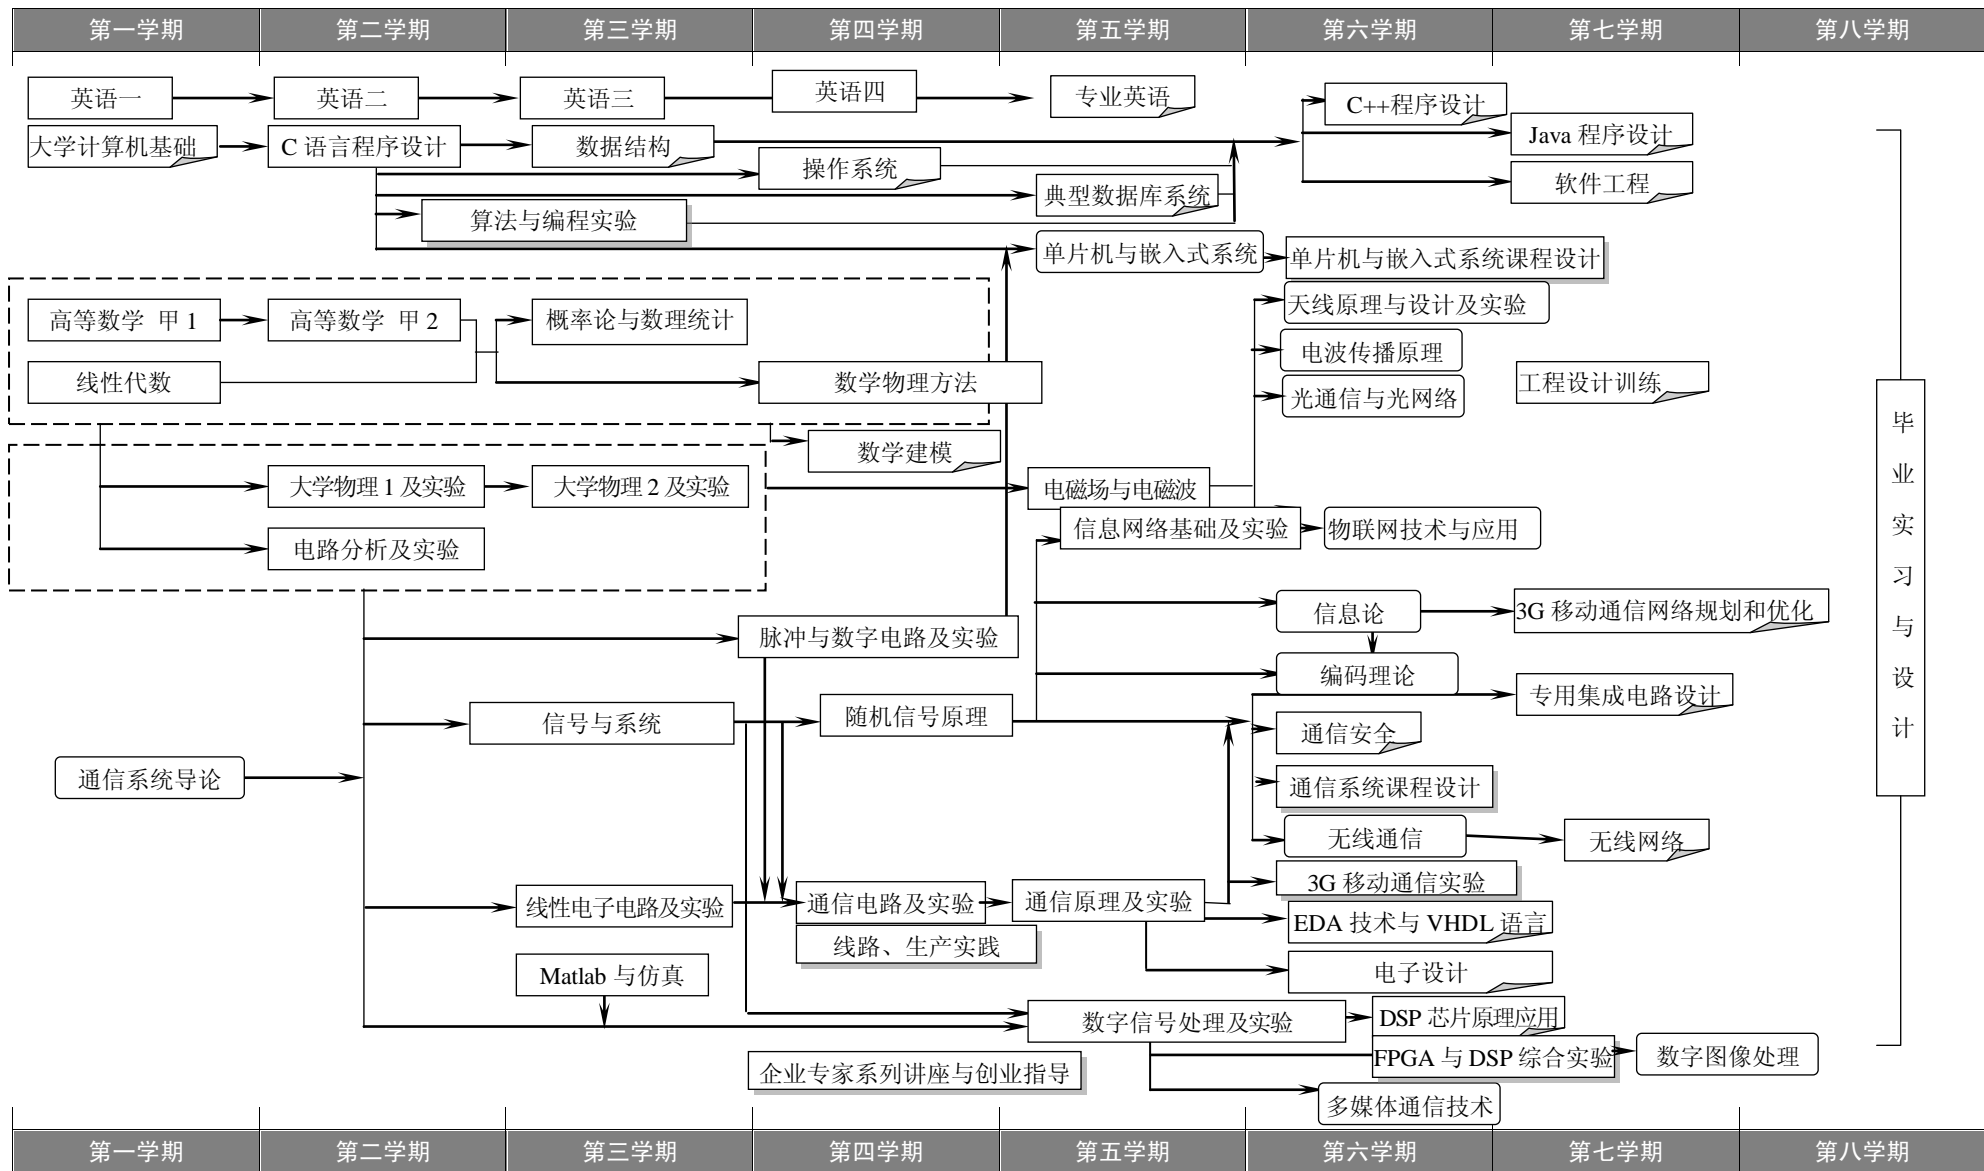 第一学期 第二学期 第三学期 第四学期 第五学期 第六学期 第七学期 第八学期
英语一
英语二
英语三
英语四
专业英语
C++程序设计
大学计算机基础
C 语言程序设计
数据结构
Java 程序设计
操作系统
典型数据库系统
软件工程
算法与编程实验
单片机与嵌入式系统
单片机与嵌入式系统课程设计
高等数学 甲 1
高等数学 甲 2
概率论与数理统计
天线原理与设计及实验
电波传播原理
线性代数
数学物理方法
光通信与光网络
工程设计训练
数学建模
大学物理 1 及实验
大学物理 2 及实验
电磁场与电磁波
信息网络基础及实验
物联网技术与应用
电路分析及实验
信息论
3G 移动通信网络规划和优化
脉冲与数字电路及实验
编码理论
专用集成电路设计
信号与系统
随机信号原理
通信安全
通信系统导论
通信系统课程设计
无线通信
无线网络
3G 移动通信实验
线性电子电路及实验
通信电路及实验
通信原理及实验
EDA 技术与 VHDL 语言
线路、生产实践
Matlab 与仿真
电子设计
数字信号处理及实验
DSP 芯片原理应用
FPGA 与 DSP 综合实验
数字图像处理
企业专家系列讲座与创业指导
多媒体通信技术
毕
业
实
习
与
设
计
第一学期 第二学期 第三学期 第四学期 第五学期 第六学期 第七学期 第八学期